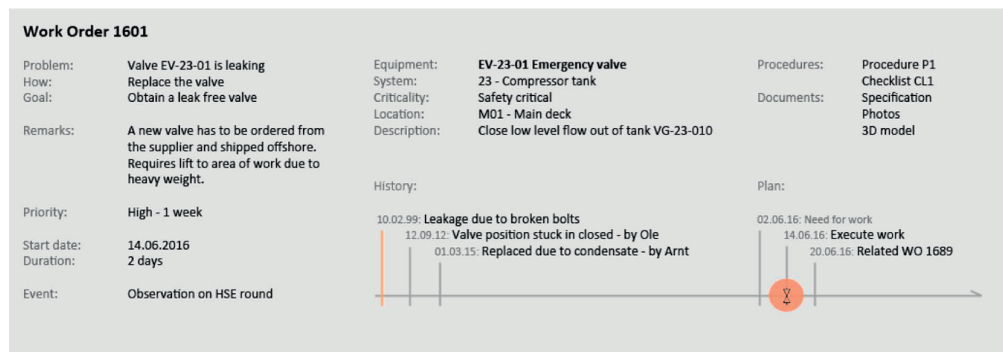 Work Order 1601
Problem: Valve EV-23-01 is leaking
How: Replace the valve
Goal: Obtain a leak free valve
Remarks: A new valve has to be ordered from
the supplier and shipped offshore.
Requires lift to area of work due to
heavy weight.
Priority: High - 1 week
Start date: 14.06.2016
Duration: 2 days
Event: Observation on HSE round
Equipment: EV-23-01 Emergency valve
System: 23 - Compressor tank
Criticality: Safety critical
Location: M01 - Main deck
Description: Close low level flow out of tank VG-23-010
History:
10.02.99: Leakage due to broken bolts
12.09.12: Valve position stuck in closed - by Ole
01.03.15: Replaced due to condensate - by Arnt
Procedures: Procedure P1
Checklist CL1
Documents: Specification
Photos
3D model
Plan:
02.06.16: Need for work
14.06.16: Execute work
20.06.16: Related WO 1689